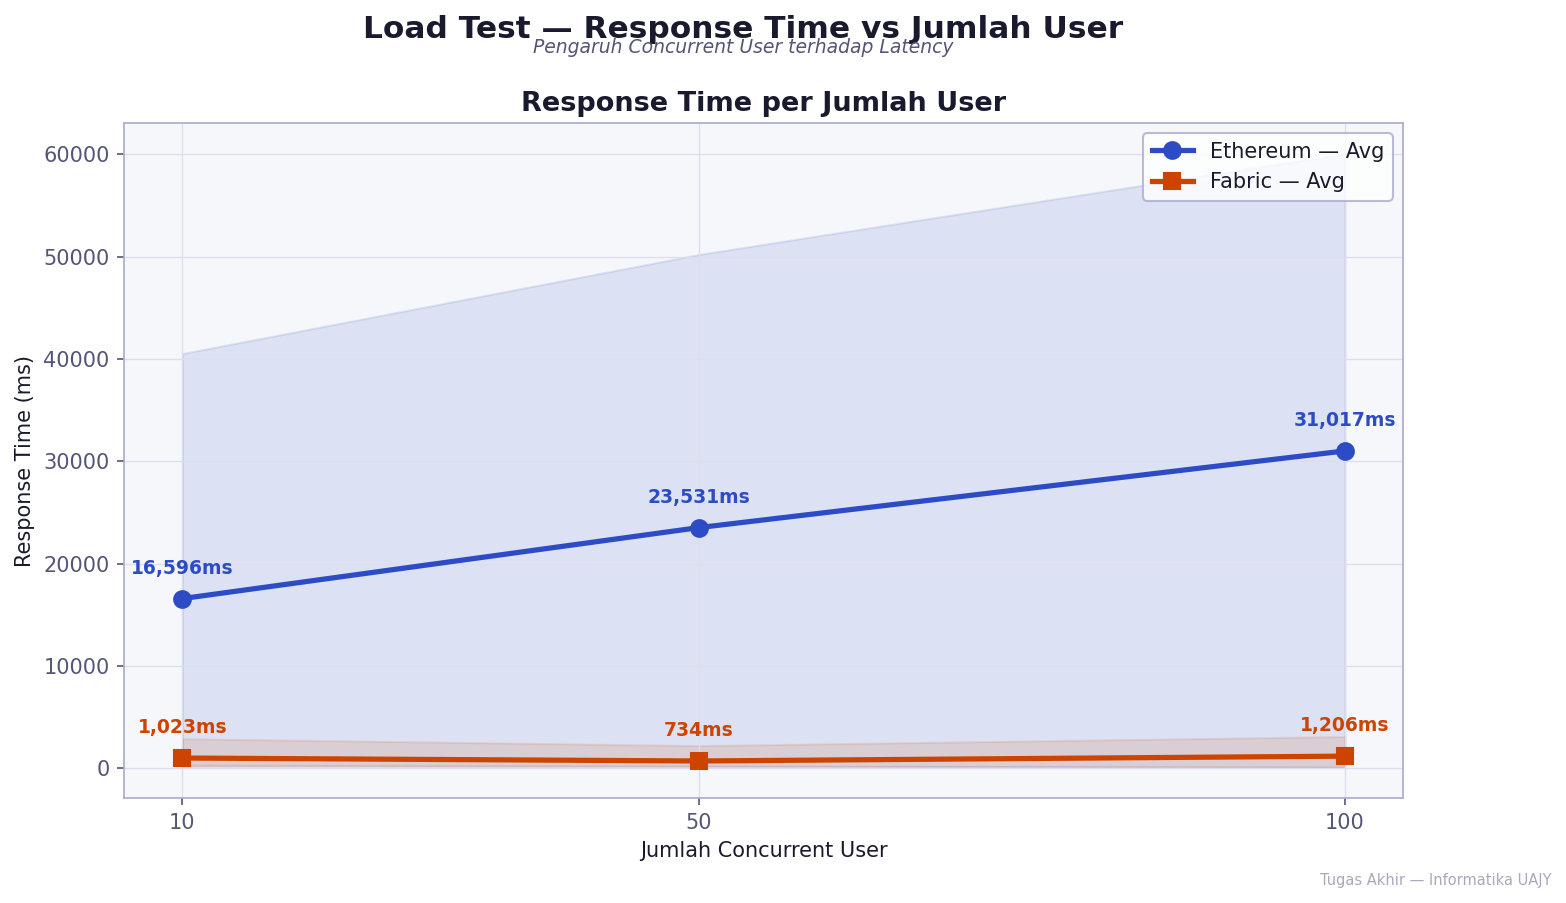 Load Test — Response Time vs Jumlah User
Pengaruh Concurrent User terhadap Latency
Response Time per Jumlah User
Ethereum — Avg
Fabric — Avg
60000
50000
40000
30000
20000
10000
0
Response Time (ms)
16,596ms
23,531ms
31,017ms
1,023ms
734ms
1,206ms
10
50
100
Jumlah Concurrent User
Tugas Akhir — Informatika UAJY